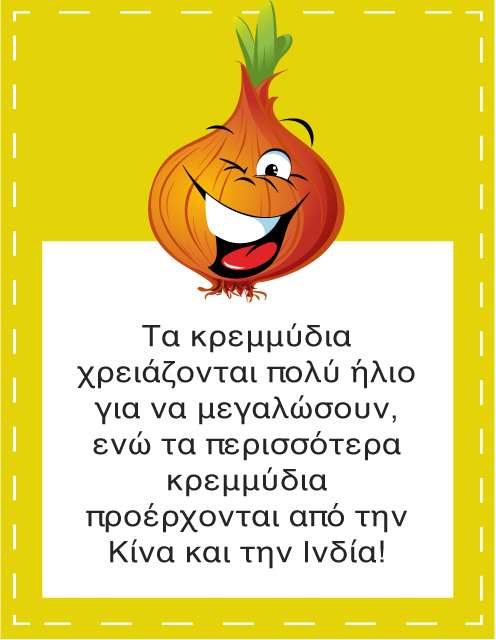 Τα κρεμμύδια
χρειάζονται πολύ ήλιο
για να μεγαλώσουν,
ενώ τα περισσότερα
κρεμμύδια
προέρχονται από την
Κίνα και την Ινδία!